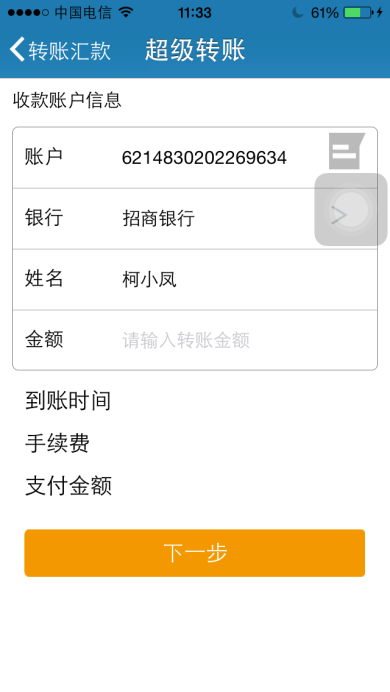 中国电信 11:33 61%
转账汇款 超级转账
收款账户信息
账户 6214830202269634
银行 招商银行
姓名 柯小凤
金额 请输入转账金额
到账时间
手续费
支付金额
下一步